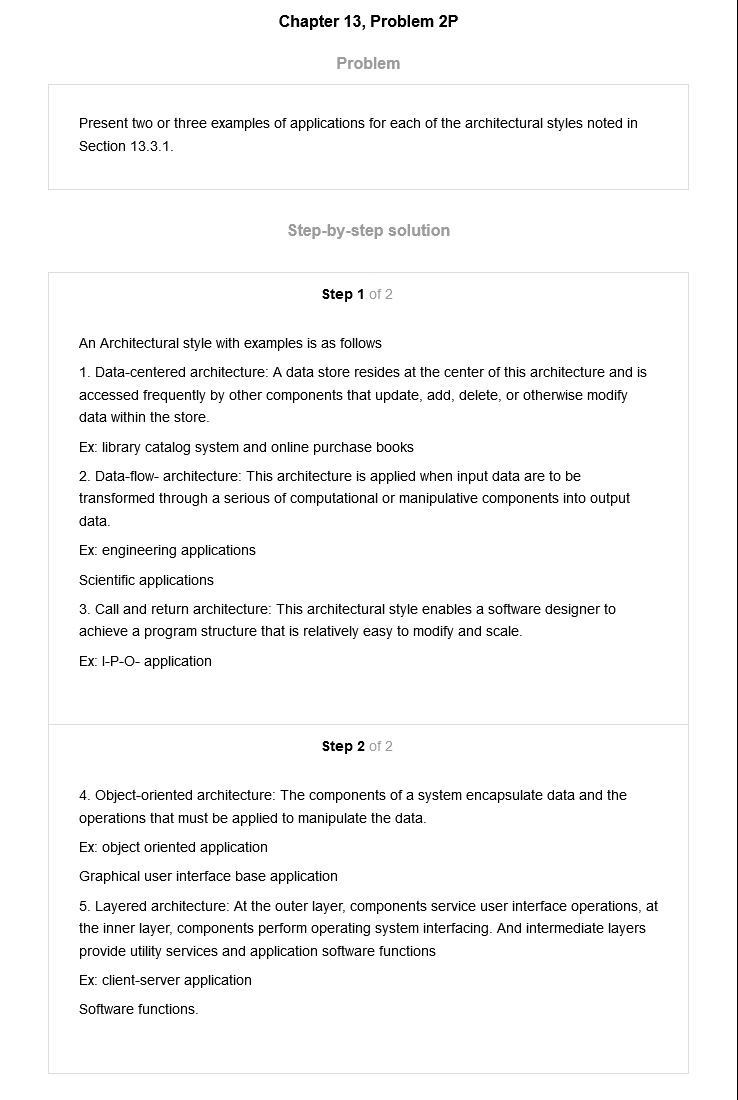 Chapter 13, Problem 2P
Problem
Present two or three examples of applications for each of the architectural styles noted in
Section 13.3.1.
Step-by-step solution
Step 1 of 2
An Architectural style with examples is as follows
1. Data-centered architecture: A data store resides at the center of this architecture and is
accessed frequently by other components that update, add, delete, or otherwise modify
data within the store.
Ex: library catalog system and online purchase books
2. Data-flow- architecture: This architecture is applied when input data are to be
transformed through a serious of computational or manipulative components into output
data.
Ex: engineering applications
Scientific applications
3. Call and return architecture: This architectural style enables a software designer to
achieve a program structure that is relatively easy to modify and scale.
Ex: I-P-O- application
Step 2 of 2
4. Object-oriented architecture: The components of a system encapsulate data and the
operations that must be applied to manipulate the data.
Ex: object oriented application
Graphical user interface base application
5. Layered architecture: At the outer layer, components service user interface operations, at
the inner layer, components perform operating system interfacing. And intermediate layers
provide utility services and application software functions
Ex: client-server application
Software functions.